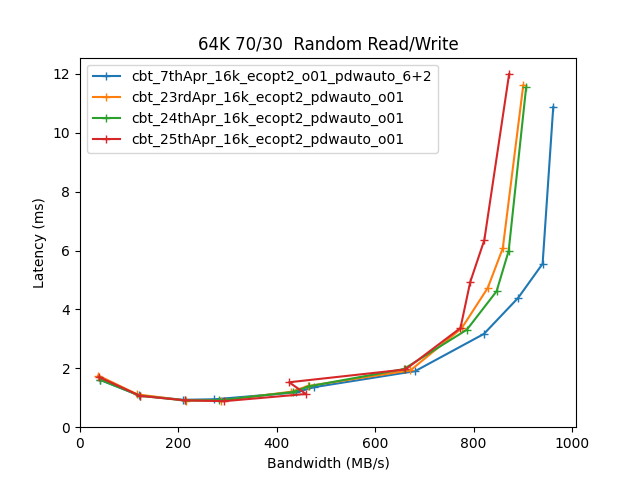 64K 70/30  Random Read/Write
cbt_7thApr_16k_ecopt2_o01_pdwauto_6+2
cbt_23rdApr_16k_ecopt2_pdwauto_o01
cbt_24thApr_16k_ecopt2_pdwauto_o01
cbt_25thApr_16k_ecopt2_pdwauto_o01
Latency (ms)
12
10
8
6
4
2
0
0 200 400 600 800 1000
Bandwidth (MB/s)